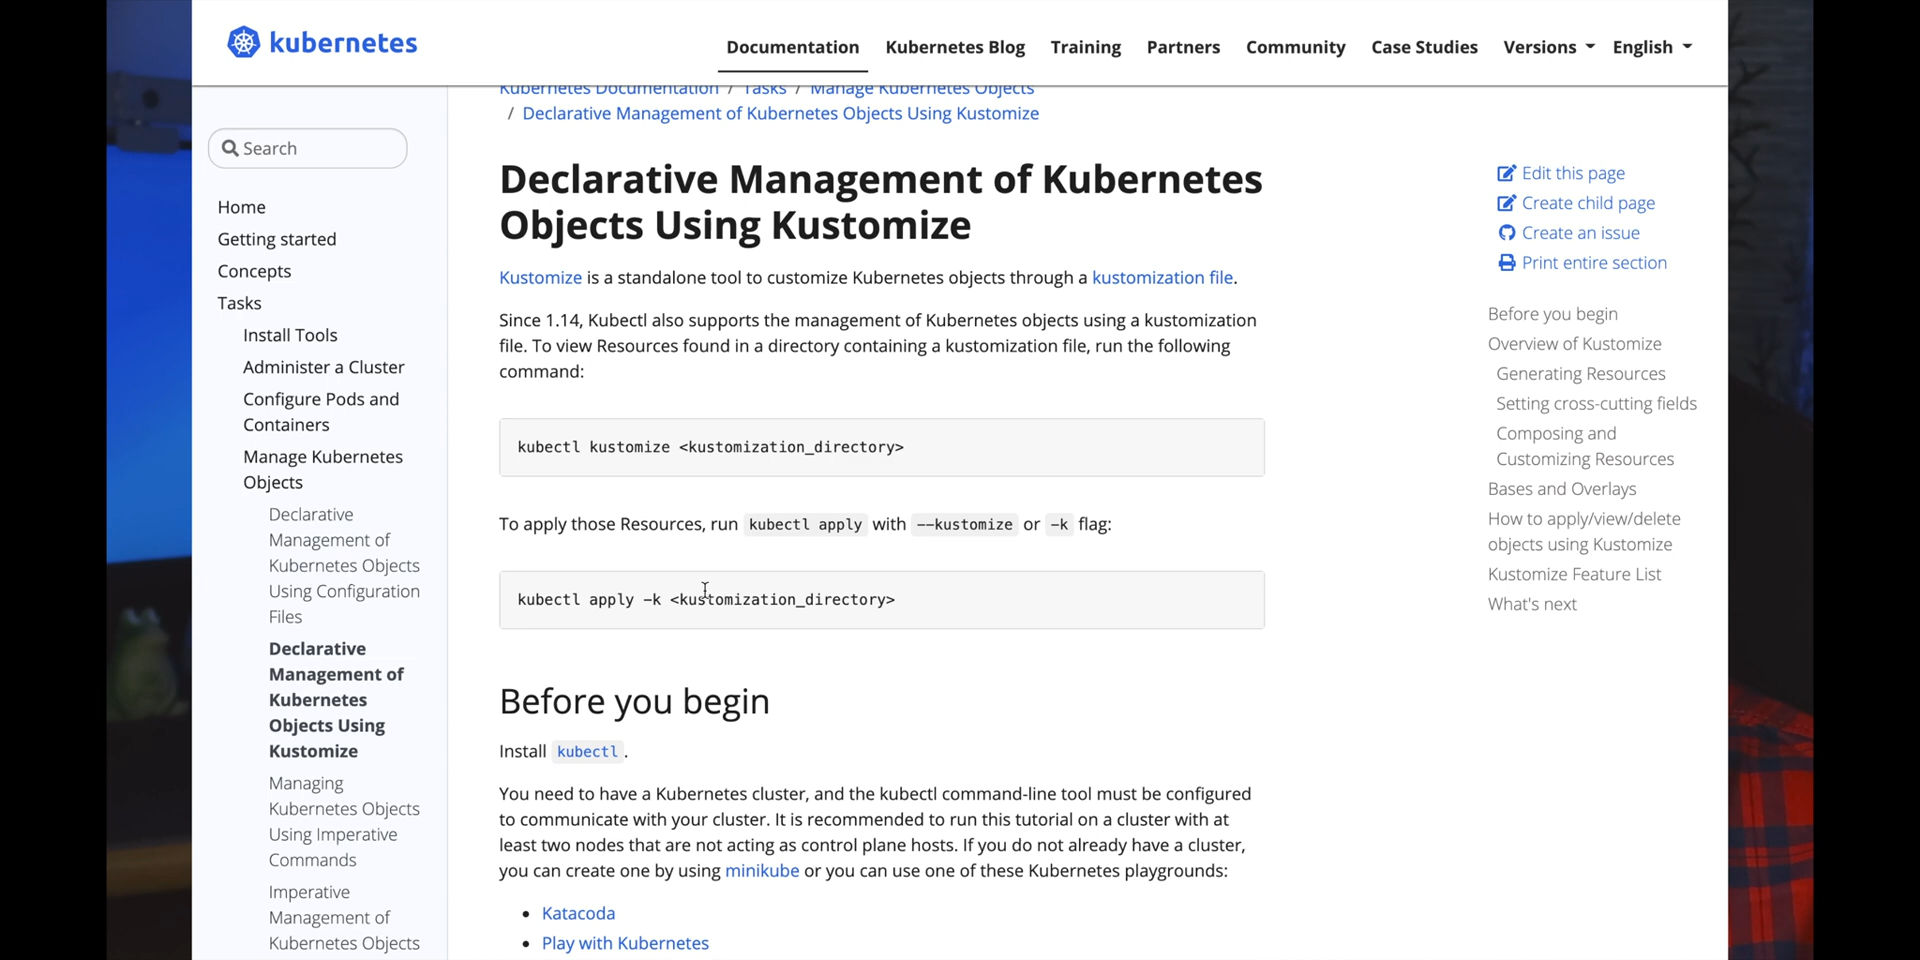 kubernetes
Documentation
Kubernetes Blog
Training
Partners
Community
Case Studies
Versions
English
Search
Home
Getting started
Concepts
Tasks
Install Tools
Administer a Cluster
Configure Pods and
Containers
Manage Kubernetes
Objects
Declarative
Management of
Kubernetes Objects
Using Configuration
Files
Declarative
Management of
Kubernetes
Objects Using
Kustomize
Managing
Kubernetes Objects
Using Imperative
Commands
Imperative
Management of
Kubernetes Objects
Kubernetes Documentation / Tasks / Manage Kubernetes Objects
/ Declarative Management of Kubernetes Objects Using Kustomize
Declarative Management of Kubernetes
Objects Using Kustomize
Kustomize is a standalone tool to customize Kubernetes objects through a kustomization file.
Since 1.14, Kubectl also supports the management of Kubernetes objects using a kustomization
file. To view Resources found in a directory containing a kustomization file, run the following
command:
kubectl kustomize <kustomization_directory>
To apply those Resources, run kubectl apply with --kustomize or -k flag:
kubectl apply -k <kustomization_directory>
Before you begin
Install kubectl.
You need to have a Kubernetes cluster, and the kubectl command-line tool must be configured
to communicate with your cluster. It is recommended to run this tutorial on a cluster with at
least two nodes that are not acting as control plane hosts. If you do not already have a cluster,
you can create one by using minikube or you can use one of these Kubernetes playgrounds:
• Katacoda
• Play with Kubernetes
Edit this page
Create child page
Create an issue
Print entire section
Before you begin
Overview of Kustomize
Generating Resources
Setting cross-cutting fields
Composing and
Customizing Resources
Bases and Overlays
How to apply/view/delete
objects using Kustomize
Kustomize Feature List
What's next